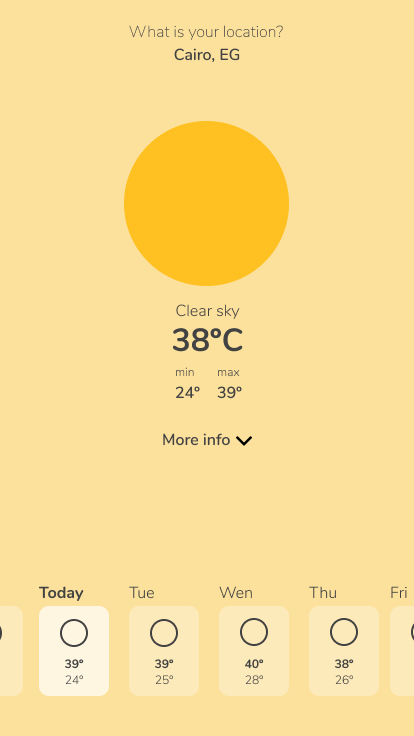 What is your location?
Cairo, EG
Clear sky
38°C
min max
24° 39°
More info
Today Tue Wen Thu Fri
39° 39° 40° 38°
24° 25° 28° 26°